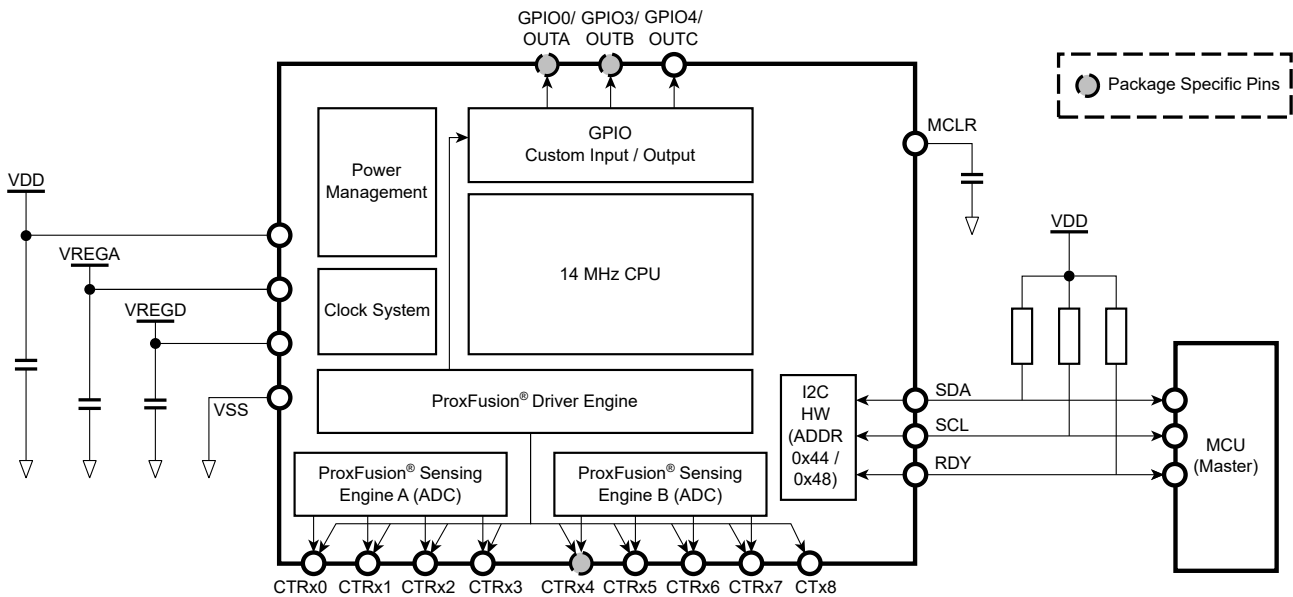 GPIO0/ GPIO3/ GPIO4/
OUTA OUTB OUTC
Package Specific Pins
MCLR
GPIO
Custom Input / Output
Power
Management
VDD
VREGA
14 MHz CPU
VDD
Clock System
VREGD
ProxFusion® Driver Engine
VSS
I2C
HW
(ADDR
0x44 /
0x48)
SDA
SCL
RDY
MCU
(Master)
ProxFusion® Sensing
Engine A (ADC)
ProxFusion® Sensing
Engine B (ADC)
CTRx0 CTRx1 CTRx2 CTRx3 CTRx4 CTRx5 CTRx6 CTRx7 CTx8